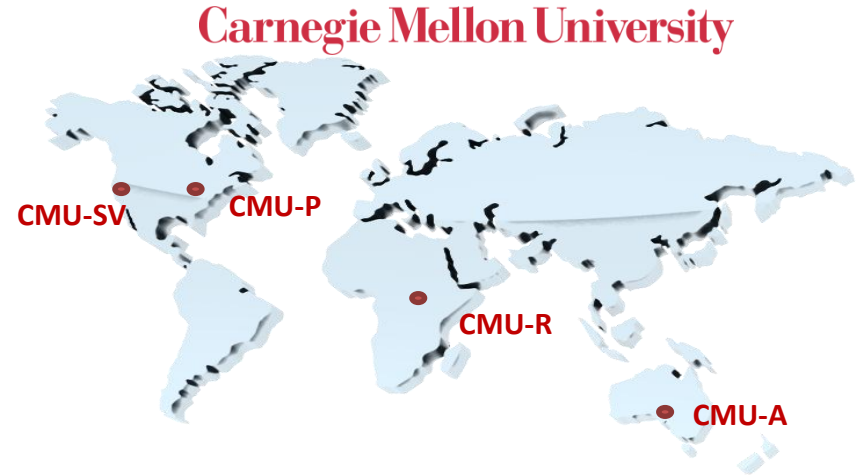 Carnegie Mellon University
CMU-SV
CMU-P
CMU-R
CMU-A